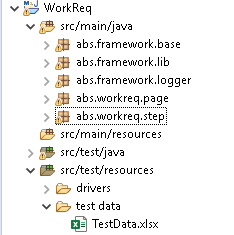 WorkReq
src/main/java
abs.framework.base
abs.framework.lib
abs.framework.logger
abs.workreq.page
abs.workreq.step
src/main/resources
src/test/java
src/test/resources
drivers
test data
TestData.xlsx